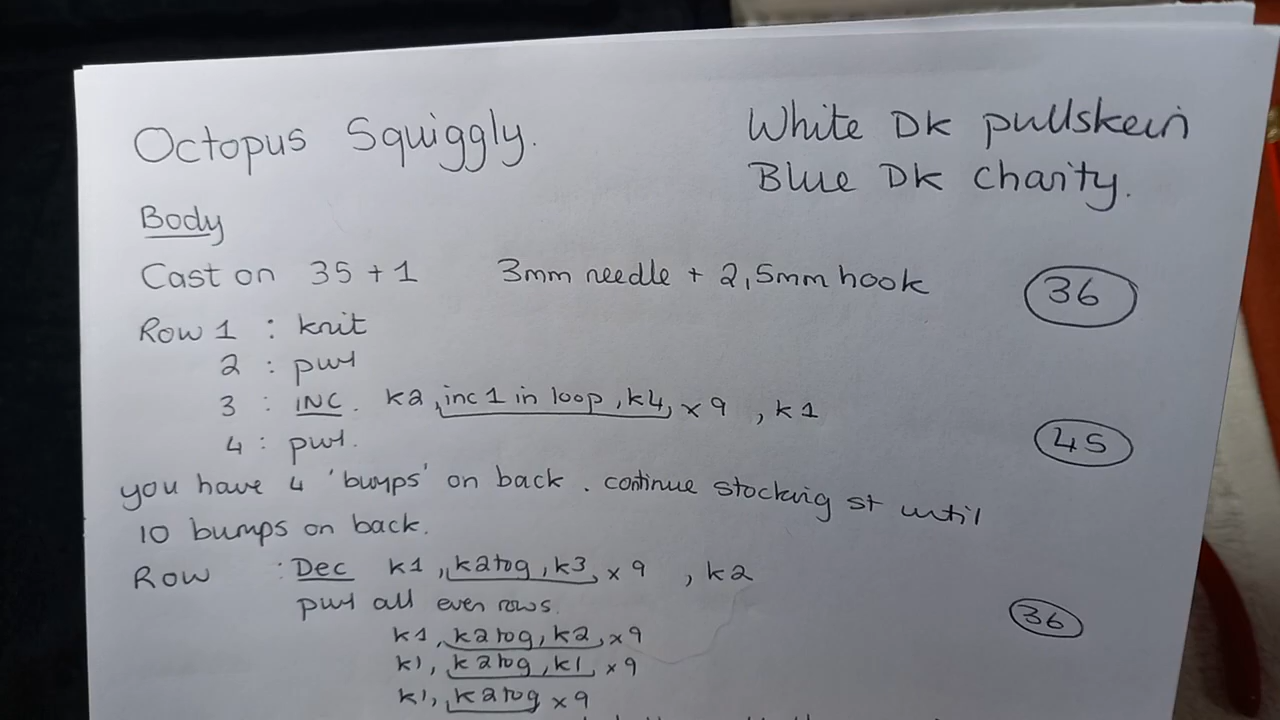 Octopus Squiggly.
White DK pullskein
Blue DK charity.
Body
Cast on 35 + 1 3mm needle + 2,5mm hook 36
Row 1 : knit
2 : purl
3 : INC. k2, inc 1 in loop, k4, x 9 , k1
4 : purl. 45
you have 4 'bumps' on back. continue stocking st until
10 bumps on back.
Row : Dec k1, k2tog, k3, x 9 , k2
purl all even rows. 36
k1, k2tog, k2, x 9
k1, k2tog, k1, x 9
k1, k2tog x 9